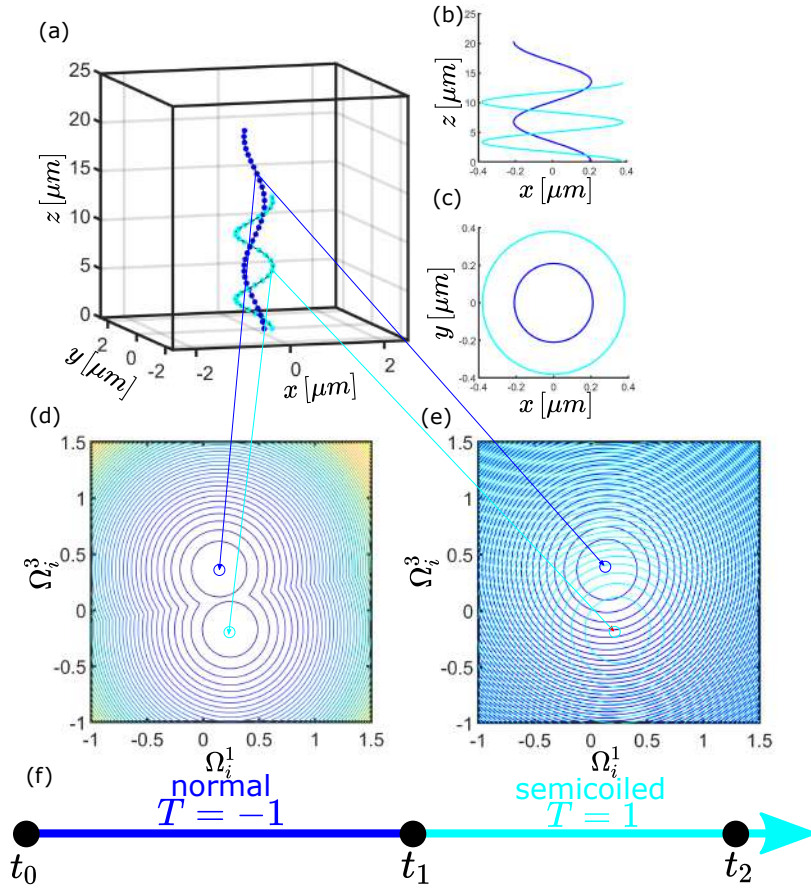 (a)
25
20
15
10
5
0
z [μm]
2
0
-2
y [μm]
-2
0
2
x [μm]
(b)
25
20
15
10
5
0
z [μm]
-0.4
-0.2
0
0.2
0.4
x [μm]
(c)
0.4
0.2
0
-0.2
-0.4
y [μm]
-0.4
-0.2
0
0.2
0.4
x [μm]
(d)
1.5
1
0.5
0
-0.5
-1
Ω_i^3
-1
-0.5
0
0.5
1
1.5
Ω_i^1
(e)
1.5
1
0.5
0
-0.5
-1
Ω_i^3
-1
-0.5
0
0.5
1
1.5
Ω_i^1
(f)
normal
T = −1
semicoiled
T = 1
t_0
t_1
t_2